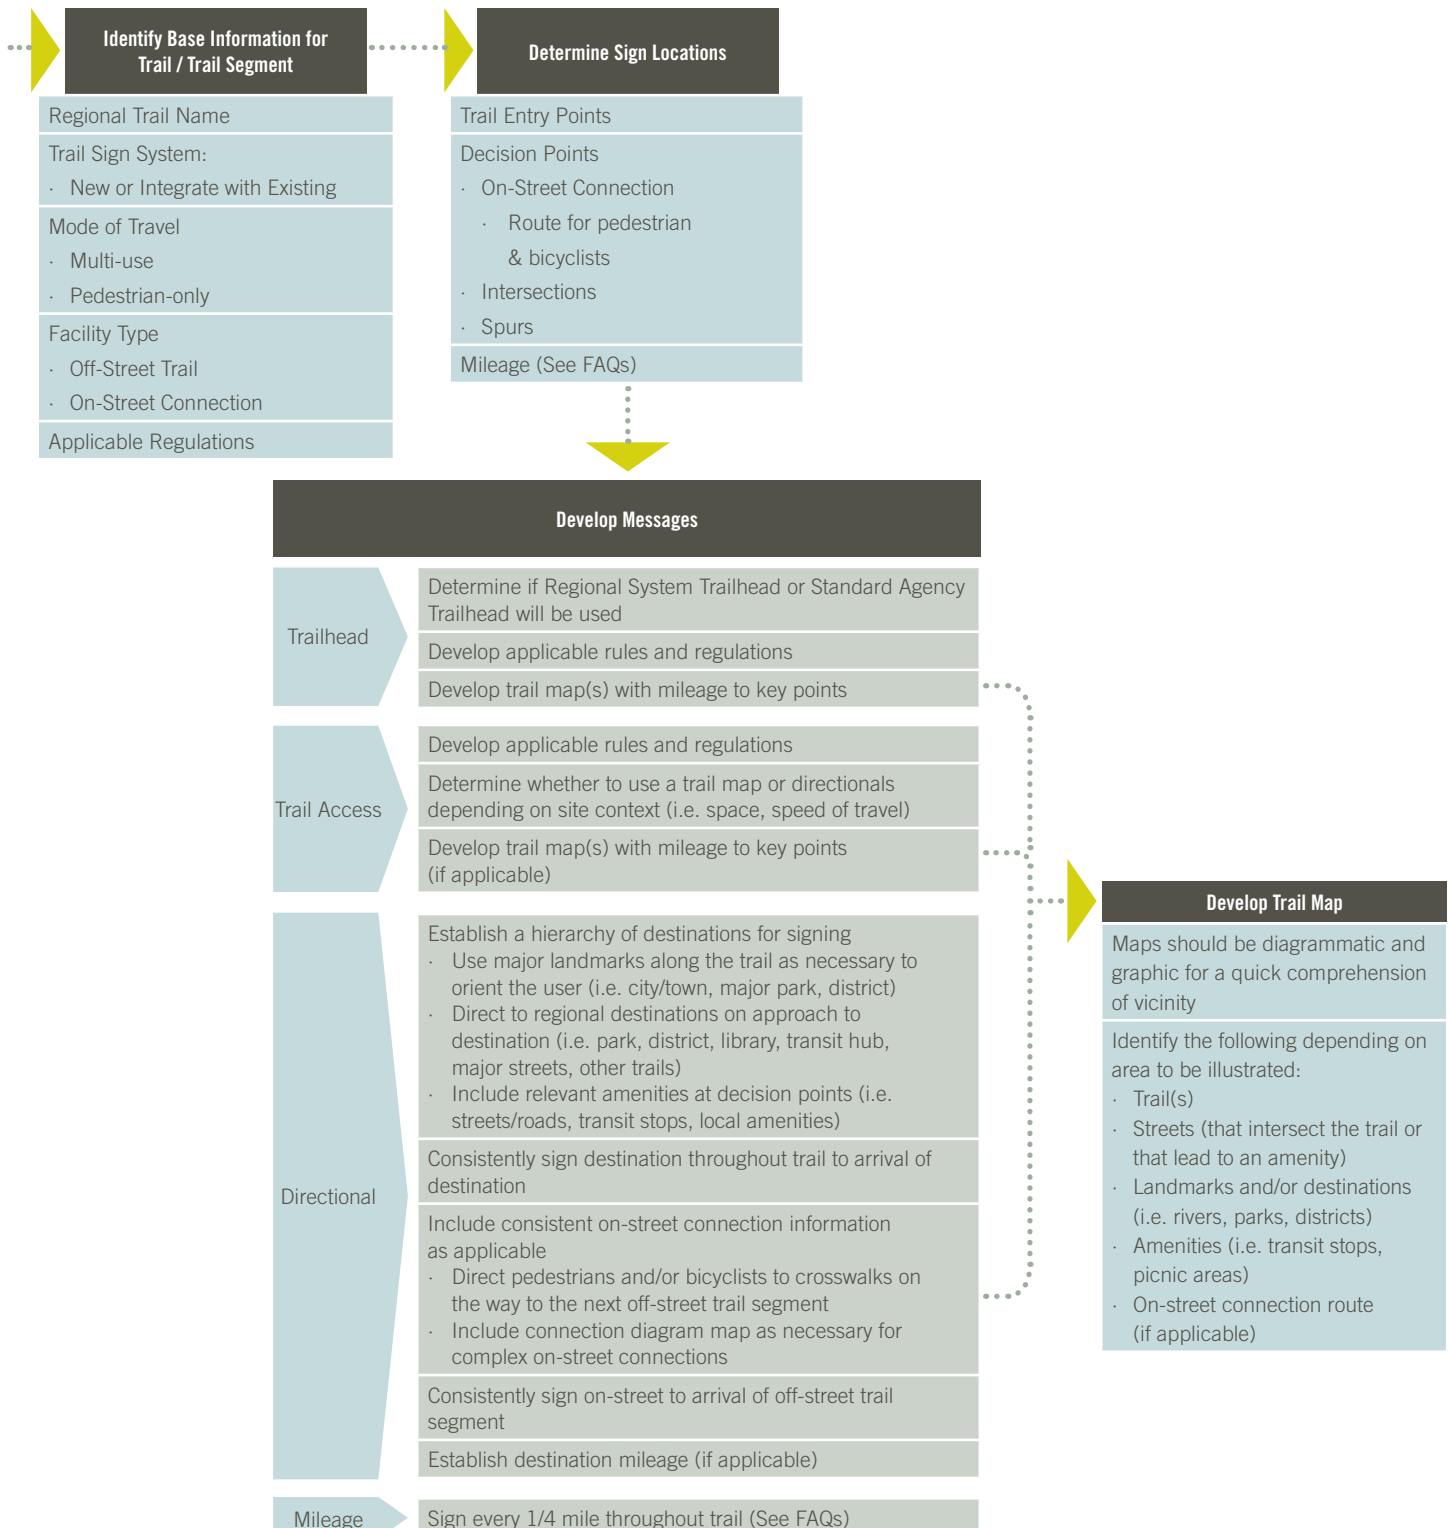 Identify Base Information for
Trail / Trail Segment
Regional Trail Name
Trail Sign System:
· New or Integrate with Existing
Mode of Travel
· Multi-use
· Pedestrian-only
Facility Type
· Off-Street Trail
· On-Street Connection
Applicable Regulations
Determine Sign Locations
Trail Entry Points
Decision Points
· On-Street Connection
· Route for pedestrian
& bicyclists
· Intersections
· Spurs
Mileage (See FAQs)
Develop Messages
Trailhead
Determine if Regional System Trailhead or Standard Agency
Trailhead will be used
Develop applicable rules and regulations
Develop trail map(s) with mileage to key points
Trail Access
Develop applicable rules and regulations
Determine whether to use a trail map or directionals
depending on site context (i.e. space, speed of travel)
Develop trail map(s) with mileage to key points
(if applicable)
Directional
Establish a hierarchy of destinations for signing
· Use major landmarks along the trail as necessary to
orient the user (i.e. city/town, major park, district)
· Direct to regional destinations on approach to
destination (i.e. park, district, library, transit hub,
major streets, other trails)
· Include relevant amenities at decision points (i.e.
streets/roads, transit stops, local amenities)
Consistently sign destination throughout trail to arrival of
destination
Include consistent on-street connection information
as applicable
· Direct pedestrians and/or bicyclists to crosswalks on
the way to the next off-street trail segment
· Include connection diagram map as necessary for
complex on-street connections
Consistently sign on-street to arrival of off-street trail
segment
Establish destination mileage (if applicable)
Mileage
Sign every 1/4 mile throughout trail (See FAQs)
Develop Trail Map
Maps should be diagrammatic and
graphic for a quick comprehension
of vicinity
Identify the following depending on
area to be illustrated:
· Trail(s)
· Streets (that intersect the trail or
that lead to an amenity)
· Landmarks and/or destinations
(i.e. rivers, parks, districts)
· Amenities (i.e. transit stops,
picnic areas)
· On-street connection route
(if applicable)